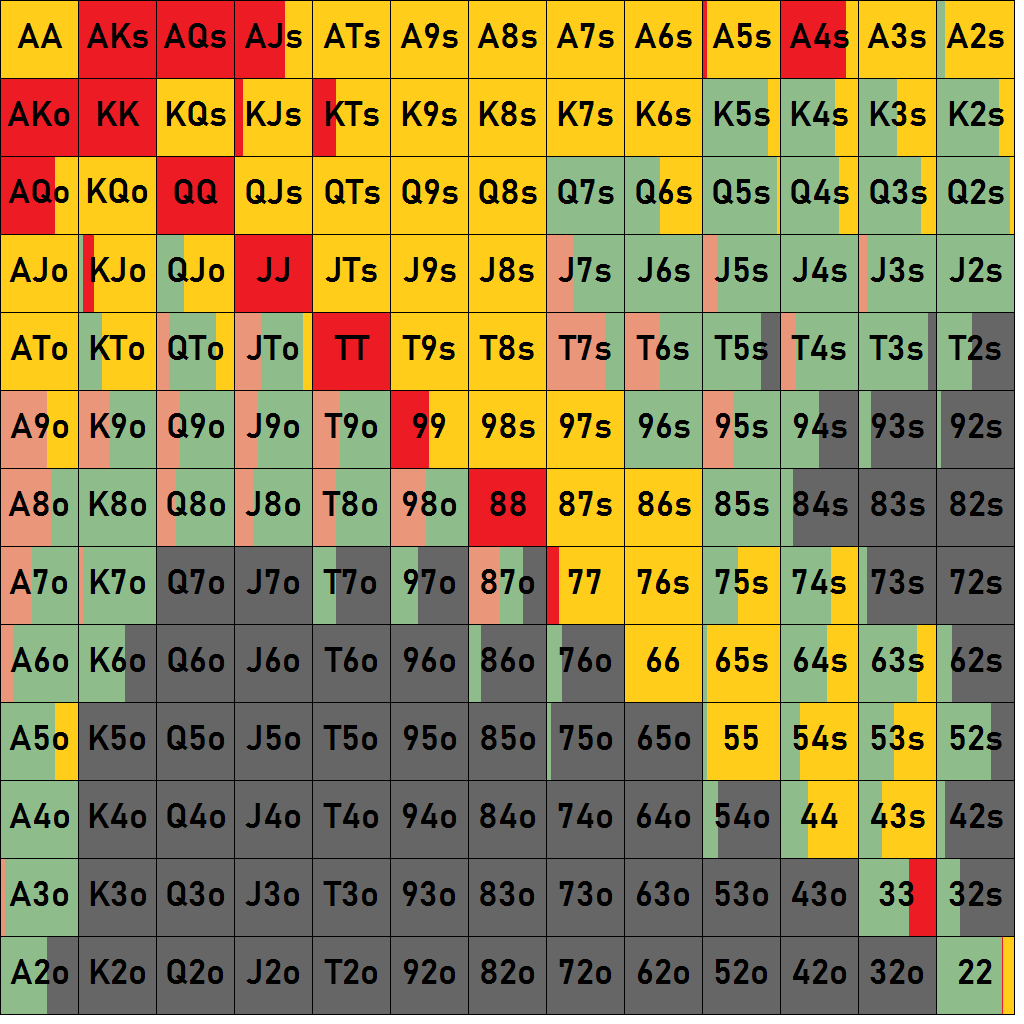 AA AKs AQs AJs ATs A9s A8s A7s A6s A5s A4s A3s A2s
AKo KK KQs KJs KTs K9s K8s K7s K6s K5s K4s K3s K2s
AQo KQo QQ QJs QTs Q9s Q8s Q7s Q6s Q5s Q4s Q3s Q2s
AJo KJo QJo JJ JTs J9s J8s J7s J6s J5s J4s J3s J2s
ATo KTo QTo JTo TT T9s T8s T7s T6s T5s T4s T3s T2s
A9o K9o Q9o J9o T9o 99 98s 97s 96s 95s 94s 93s 92s
A8o K8o Q8o J8o T8o 98o 88 87s 86s 85s 84s 83s 82s
A7o K7o Q7o J7o T7o 97o 87o 77 76s 75s 74s 73s 72s
A6o K6o Q6o J6o T6o 96o 86o 76o 66 65s 64s 63s 62s
A5o K5o Q5o J5o T5o 95o 85o 75o 65o 55 54s 53s 52s
A4o K4o Q4o J4o T4o 94o 84o 74o 64o 54o 44 43s 42s
A3o K3o Q3o J3o T3o 93o 83o 73o 63o 53o 43o 33 32s
A2o K2o Q2o J2o T2o 92o 82o 72o 62o 52o 42o 32o 22